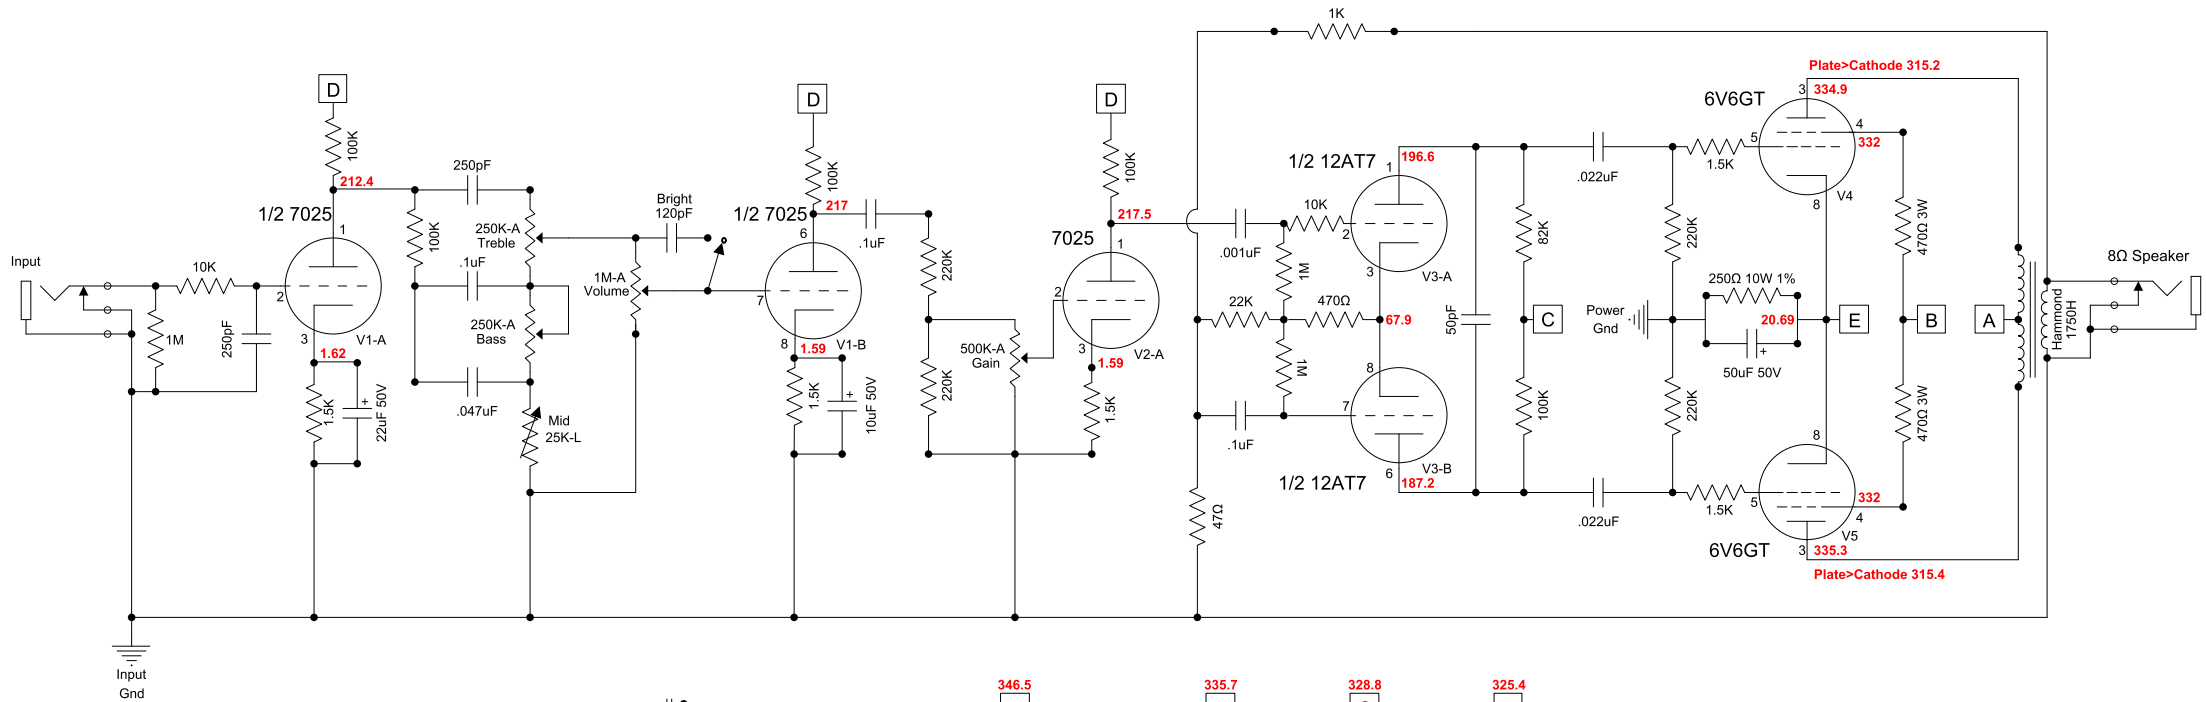 1K
Plate>Cathode 315.2
D
D
D
3
334.9
6V6GT
4
332
5
1.5K
V4
8
100K
212.4
250pF
1/2 7025
1
100K
250K-A
Treble
Bright
120pF
100K
217
1/2 7025
6
.1uF
100K
217.5
7025
1
1/2 12AT7
196.6
1
10K
2
.001uF
V3-A
3
.022uF
82K
220K
470Ω 3W
Input
10K
2
3
V1-A
1.62
1M
250pF
1.5K
+
22uF 50V
.1uF
250K-A
Bass
.047uF
Mid
25K-L
1M-A
Volume
7
8
V1-B
1.59
1.5K
+
10uF 50V
220K
220K
500K-A
Gain
2
3
V2-A
1.59
1.5K
1M
22K
470Ω
67.9
1M
.1uF
8
7
V3-B
6
187.2
1/2 12AT7
47Ω
50pF
C
100K
Power
Gnd
250Ω 10W 1%
20.69
+
50uF 50V
220K
E
B
A
470Ω 3W
Hammond
1750H
8Ω Speaker
.022uF
1.5K
8
5
332
4
V5
6V6GT
3
335.3
Plate>Cathode 315.4
Input
Gnd
346.5
335.7
328.8
325.4